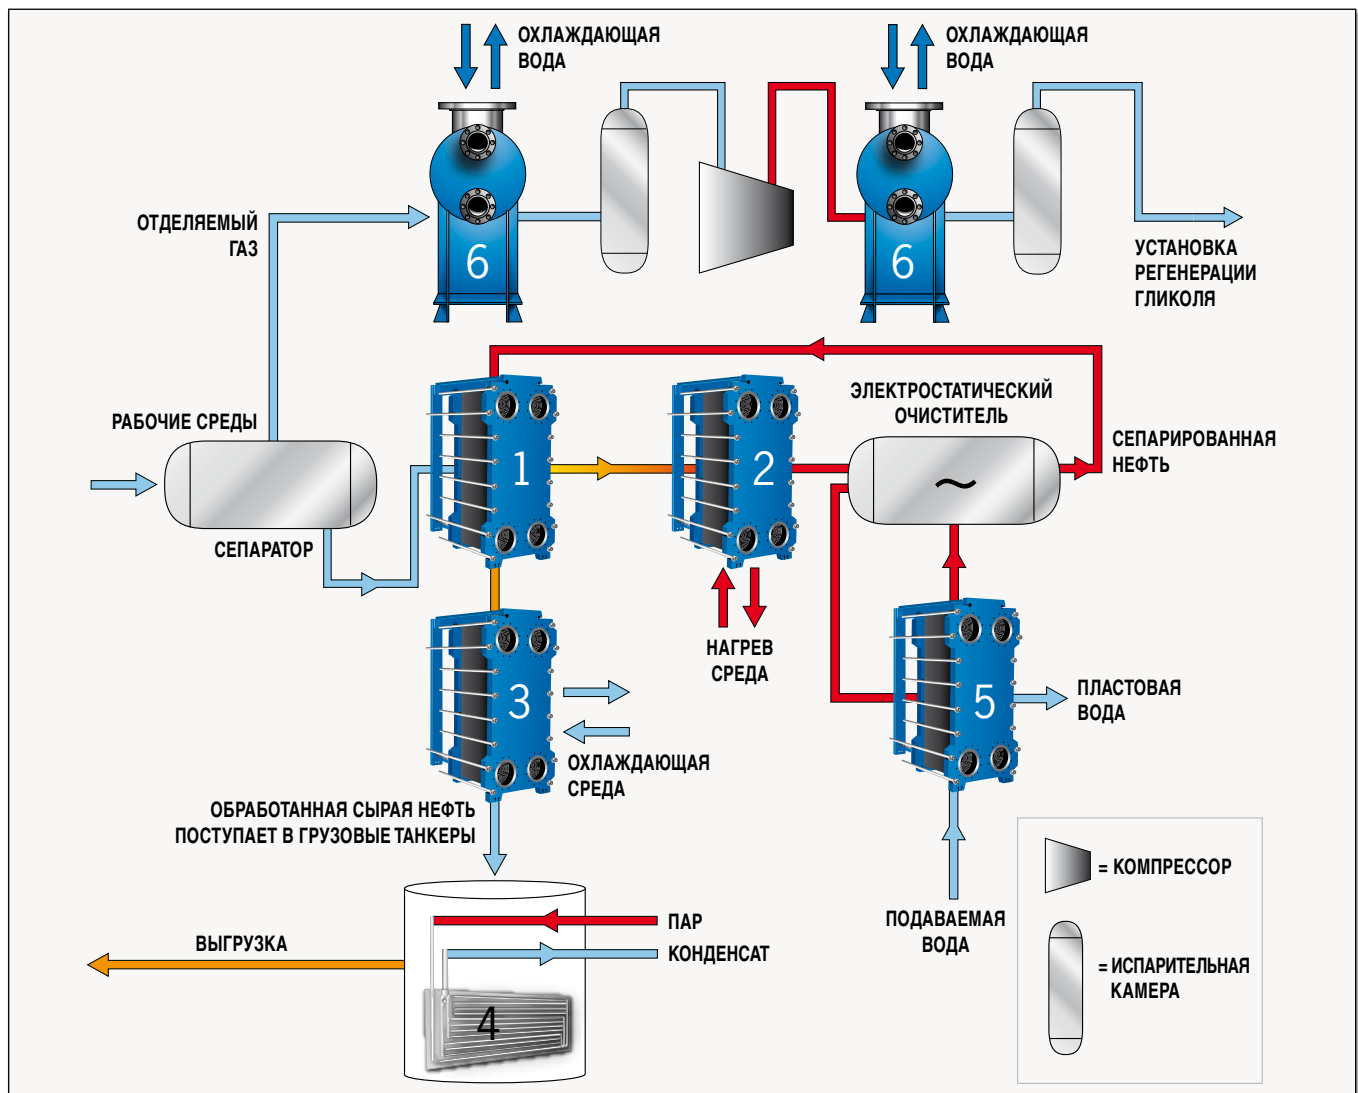 ОХЛАЖДАЮЩАЯ
ВОДА
ОХЛАЖДАЮЩАЯ
ВОДА
ОТДЕЛЯЕМЫЙ
ГАЗ
6
6
УСТАНОВКА
РЕГЕНЕРАЦИИ
ГЛИКОЛЯ
РАБОЧИЕ СРЕДЫ
ЭЛЕКТРОСТАТИЧЕСКИЙ
ОЧИСТИТЕЛЬ
СЕПАРИРОВАННАЯ
НЕФТЬ
1
2
~
СЕПАРАТОР
НАГРЕВ
СРЕДА
3
5
ПЛАСТОВАЯ
ВОДА
ОХЛАЖДАЮЩАЯ
СРЕДА
ОБРАБОТАННАЯ СЫРАЯ НЕФТЬ
ПОСТУПАЕТ В ГРУЗОВЫЕ ТАНКЕРЫ
= КОМПРЕССОР
ПАР
ПОДАВАЕМАЯ
ВОДА
ВЫГРУЗКА
КОНДЕНСАТ
= ИСПАРИТЕЛЬНАЯ
КАМЕРА
4